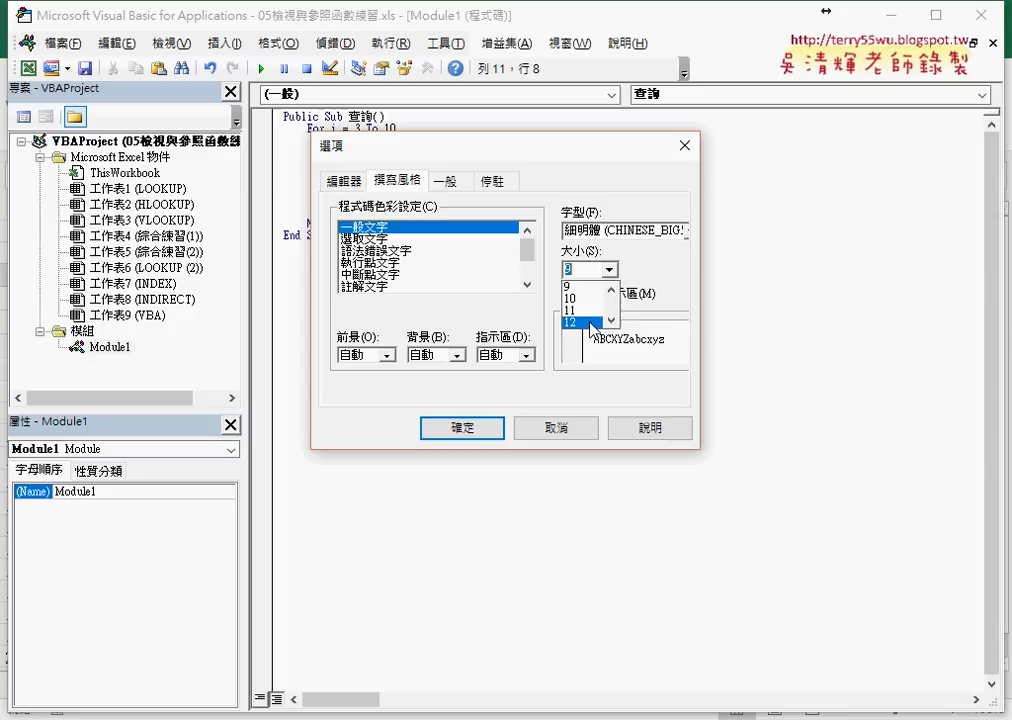 Microsoft Visual Basic for Applications - 05檢視與參照函數練習.xls - [Module1 (程式碼)]
檔案(F) 編輯(E) 檢視(V) 插入(I) 格式(O) 偵錯(D) 執行(R) 工具(T) 增益集(A) 視窗(W) 說明(H)
http://terry55wu.blogspot.tw
吳清輝老師錄製
列 11，行 8
專案 - VBAProject
(一般)
查詢
VBAProject (05檢視與參照函數練
Microsoft Excel 物件
ThisWorkbook
工作表1 (LOOKUP)
工作表2 (HLOOKUP)
工作表3 (VLOOKUP)
工作表4 (綜合練習(1))
工作表5 (綜合練習(2))
工作表6 (LOOKUP (2))
工作表7 (INDEX)
工作表8 (INDIRECT)
工作表9 (VBA)
模組
Module1
Public Sub 查詢()
For i = 3 To 10
End S
選項
編輯器 撰寫風格 一般 停駐
程式碼色彩設定(C)
一般文字
選取文字
語法錯誤文字
執行點文字
中斷點文字
註解文字
前景(O): 背景(B): 指示區(D):
自動 自動 自動
字型(F):
細明體 (CHINESE_BIG5
大小(S):
9
9
10
11
12
示區(M)
ABCXYZabcxyz
確定 取消 說明
屬性 - Module1
Module1 Module
字母順序 性質分類
(Name) Module1